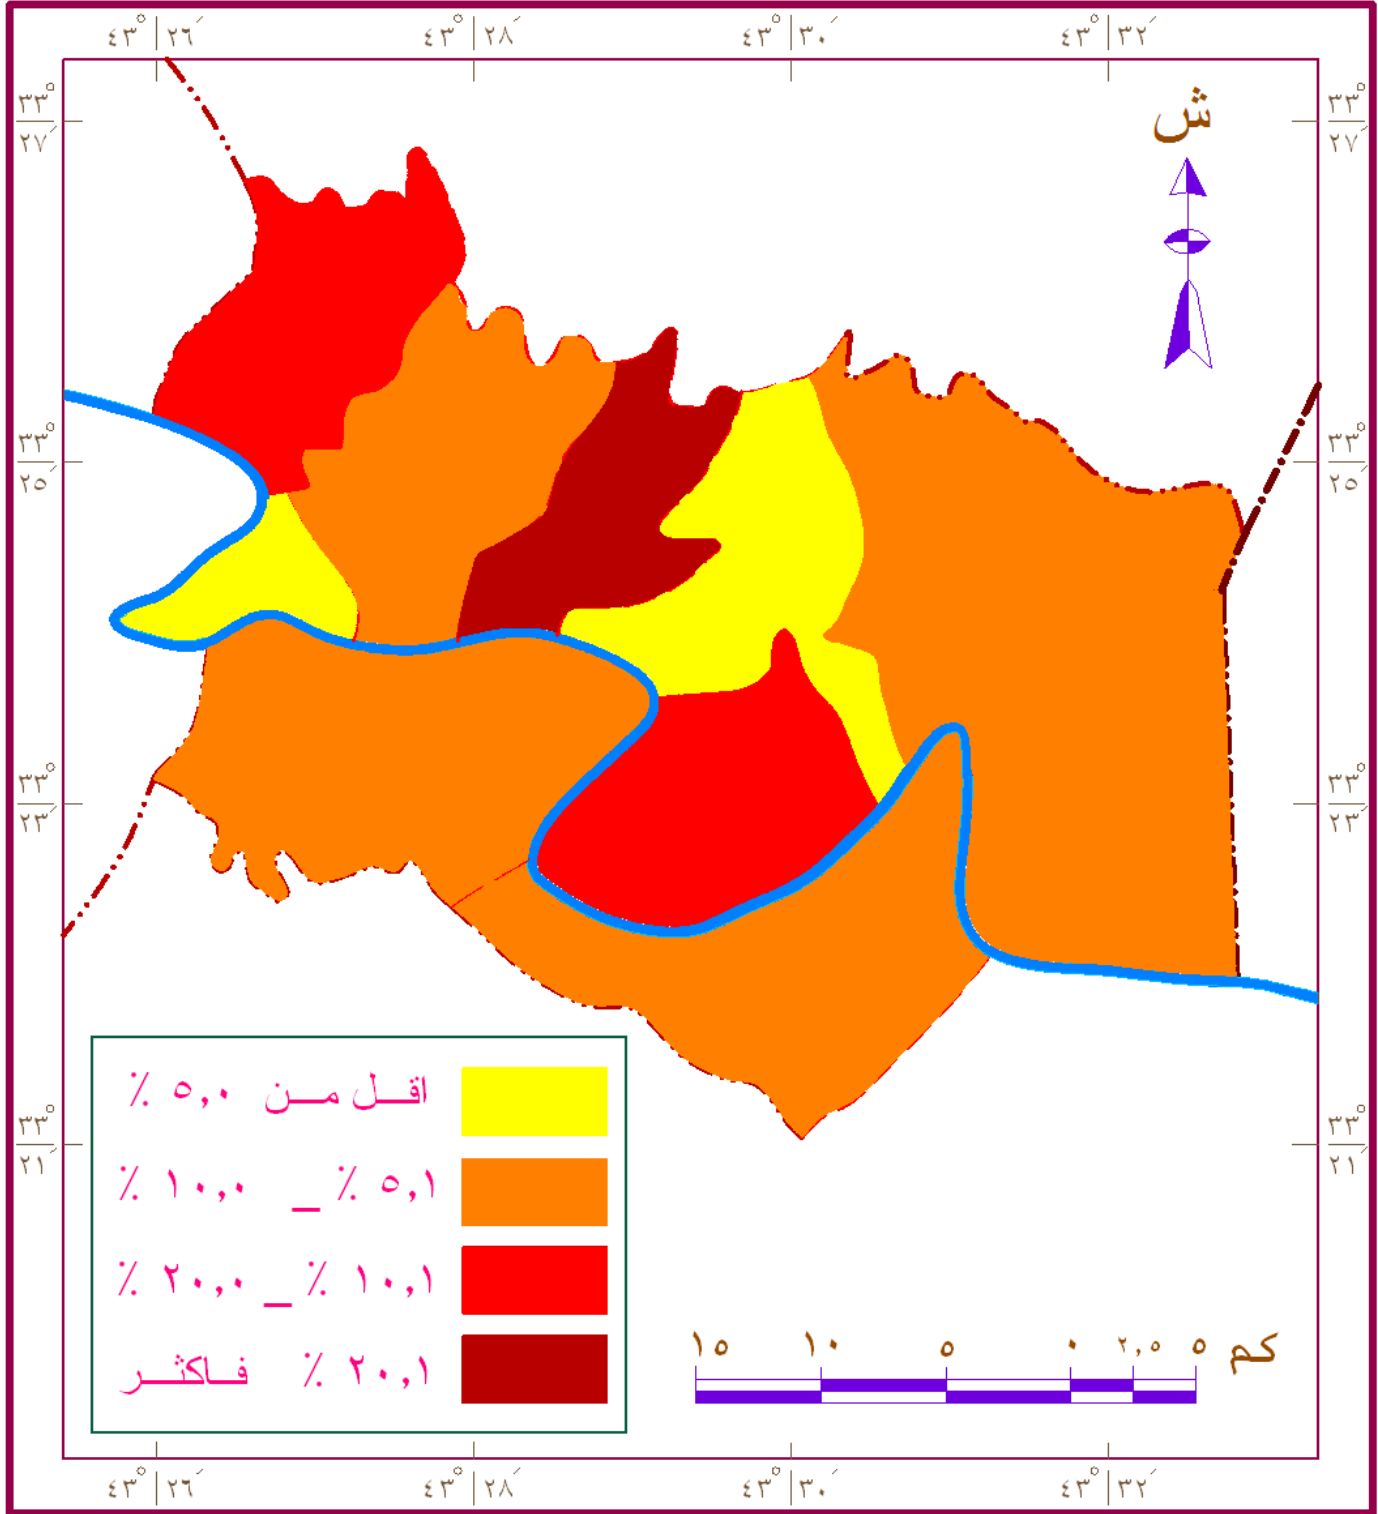 ٤٣° ٢٦′ ٤٣° ٢٨′ ٤٣° ٣٠′ ٤٣° ٣٢′
٣٣° ٢٧′ ٣٣° ٢٧′
ش
٣٣° ٢٥′ ٣٣° ٢٥′
٣٣° ٢٣′ ٣٣° ٢٣′
٣٣° ٢١′ ٣٣° ٢١′
اقل من ٥,٠ ٪
٥,١ ٪ _ ١٠,٠ ٪
١٠,١ ٪ _ ٢٠,٠ ٪
٢٠,١ ٪ فاكثر
١٥ ١٠ ٥ ٠ ٢,٥ ٥ كم
٤٣° ٢٦′ ٤٣° ٢٨′ ٤٣° ٣٠′ ٤٣° ٣٢′